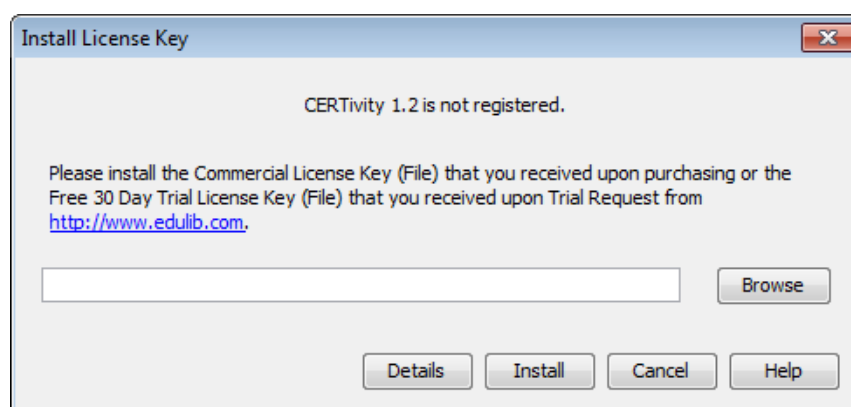 Install License Key
CERTivity 1.2 is not registered.
Please install the Commercial License Key (File) that you received upon purchasing or the
Free 30 Day Trial License Key (File) that you received upon Trial Request from
http://www.edulib.com.
Browse
Details Install Cancel Help